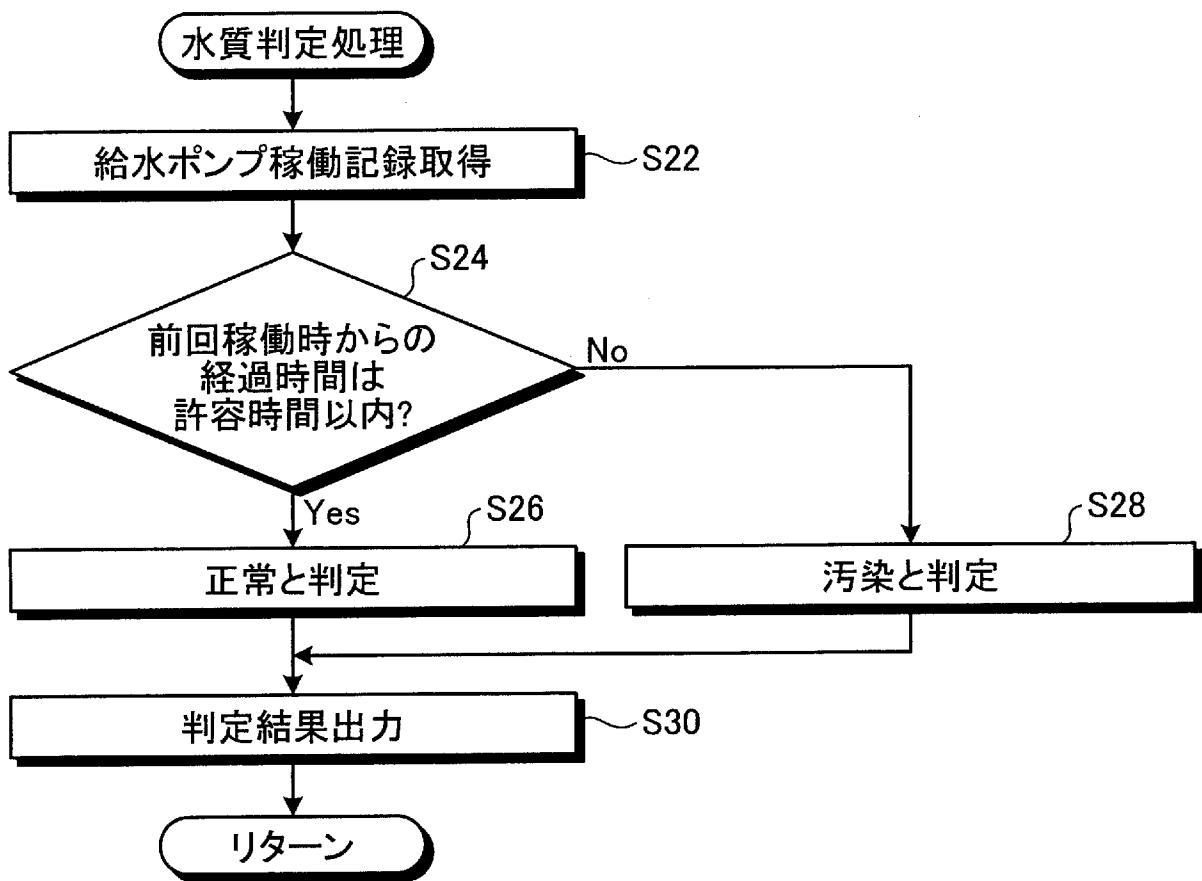 水質判定処理
給水ポンプ稼働記録取得
S22
S24
前回稼働時からの
経過時間は
許容時間以内?
No
Yes
S26
正常と判定
S28
汚染と判定
判定結果出力
S30
リターン